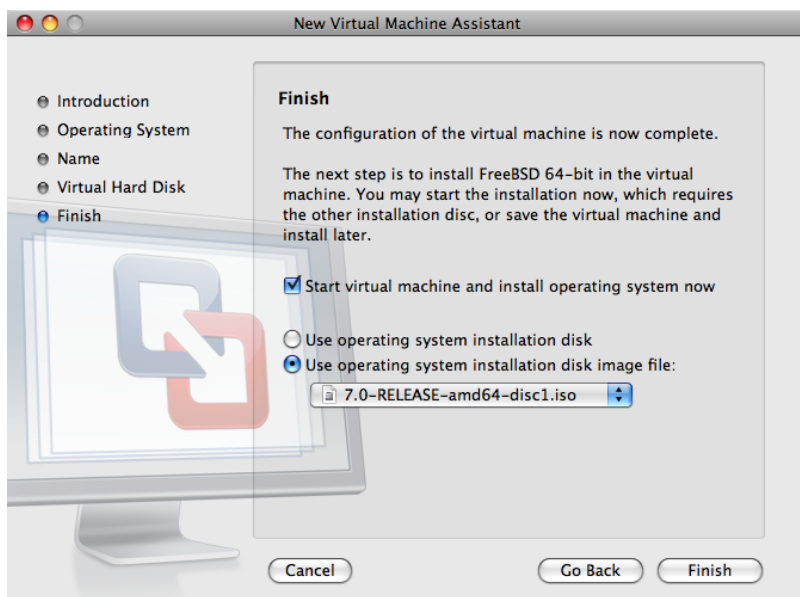 New Virtual Machine Assistant
Introduction
Operating System
Name
Virtual Hard Disk
Finish
Finish
The configuration of the virtual machine is now complete.
The next step is to install FreeBSD 64-bit in the virtual
machine. You may start the installation now, which requires
the other installation disc, or save the virtual machine and
install later.
Start virtual machine and install operating system now
Use operating system installation disk
Use operating system installation disk image file:
7.0-RELEASE-amd64-disc1.iso
Cancel
Go Back
Finish